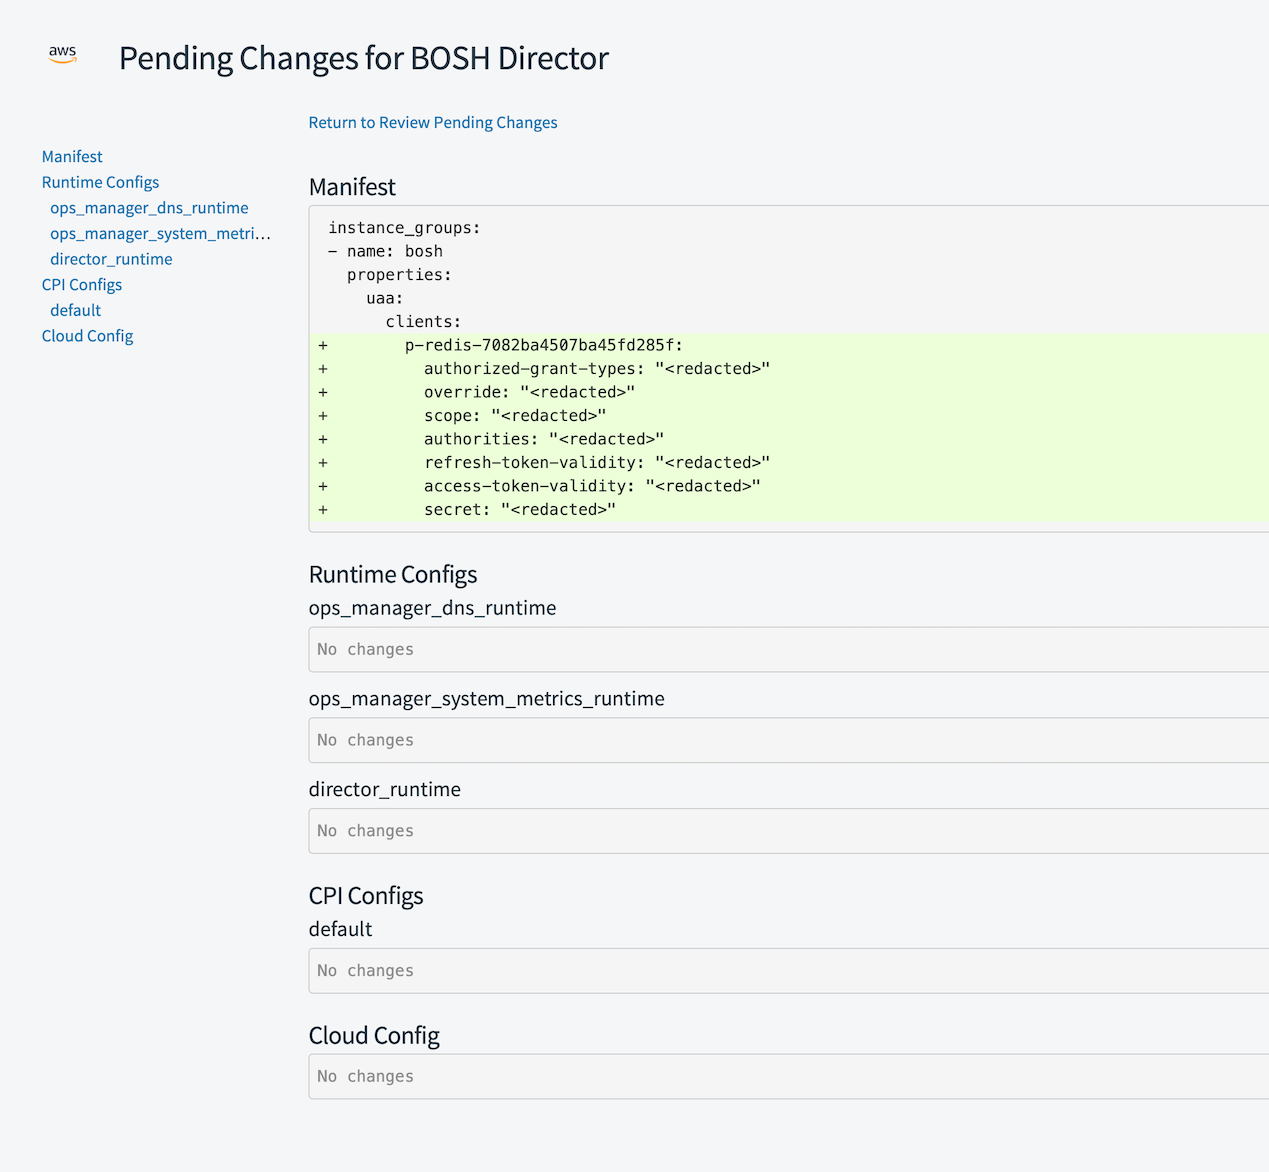 aws
Pending Changes for BOSH Director
Return to Review Pending Changes
Manifest
Runtime Configs
ops_manager_dns_runtime
ops_manager_system_metri...
director_runtime
CPI Configs
default
Cloud Config
Manifest
instance_groups:
- name: bosh
properties:
uaa:
clients:
+ p-redis-7082ba4507ba45fd285f:
+ authorized-grant-types: "<redacted>"
+ override: "<redacted>"
+ scope: "<redacted>"
+ authorities: "<redacted>"
+ refresh-token-validity: "<redacted>"
+ access-token-validity: "<redacted>"
+ secret: "<redacted>"
Runtime Configs
ops_manager_dns_runtime
No changes
ops_manager_system_metrics_runtime
No changes
director_runtime
No changes
CPI Configs
default
No changes
Cloud Config
No changes